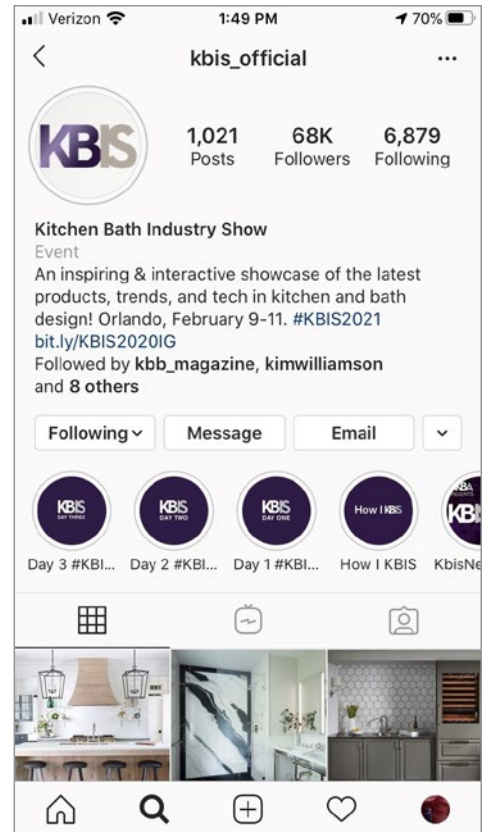 Verizon 1:49 PM 70%
kbis_official
KBIS
1,021 68K 6,879
Posts Followers Following
Kitchen Bath Industry Show
Event
An inspiring & interactive showcase of the latest
products, trends, and tech in kitchen and bath
design! Orlando, February 9-11. #KBIS2021
bit.ly/KBIS2020IG
Followed by kbb_magazine, kimwilliamson
and 8 others
Following Message Email
KBIS KBIS KBIS How I KBIS KBI
DAY THREE DAY TWO DAY ONE
Day 3 #KBI... Day 2 #KBI... Day 1 #KBI... How I KBIS KbisNe